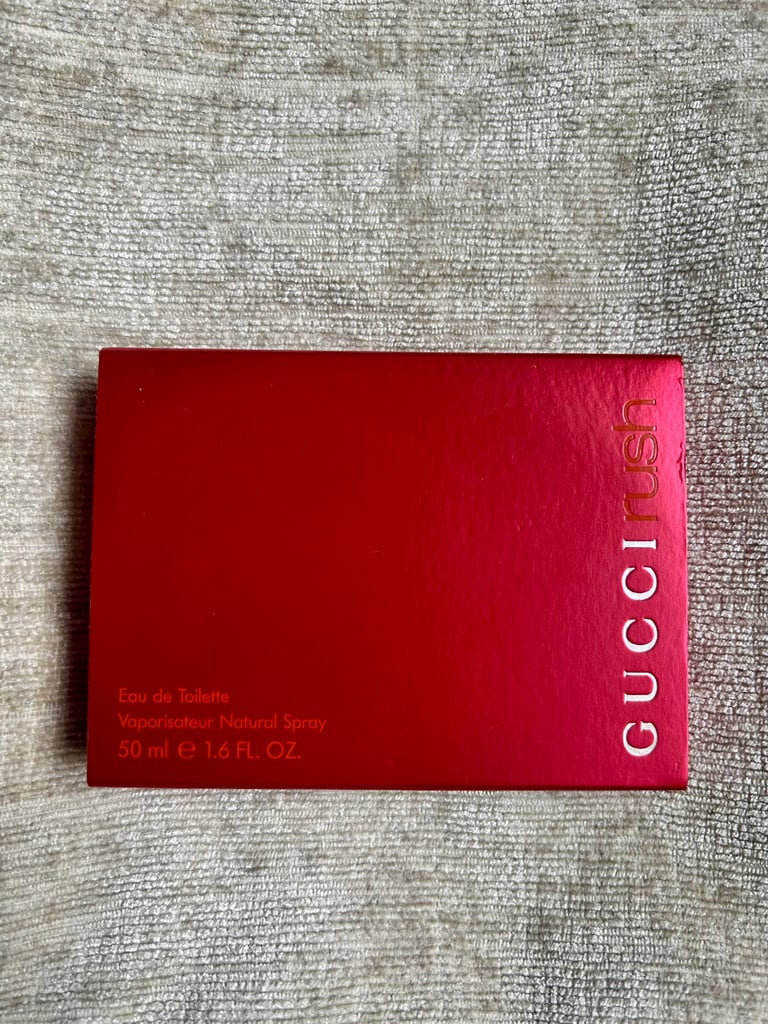 GUCCI rush
Eau de Toilette
Vaporisateur Natural Spray
50 ml ℮ 1.6 FL. OZ.